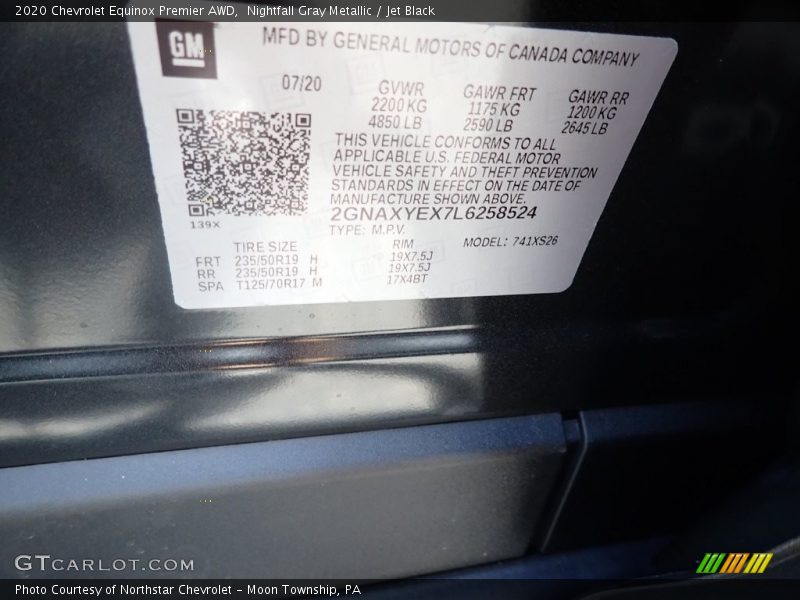 2020 Chevrolet Equinox Premier AWD, Nightfall Gray Metallic / Jet Black
GM
MFD BY GENERAL MOTORS OF CANADA COMPANY
07/20
GVWR GAWR FRT GAWR RR
2200 KG 1175 KG 1200 KG
4850 LB 2590 LB 2645 LB
THIS VEHICLE CONFORMS TO ALL
APPLICABLE U.S. FEDERAL MOTOR
VEHICLE SAFETY AND THEFT PREVENTION
STANDARDS IN EFFECT ON THE DATE OF
MANUFACTURE SHOWN ABOVE.
2GNAXYEX7L6258524
139X
TYPE: M.P.V.
MODEL: 741XS26
TIRE SIZE RIM
FRT 235/50R19 H 19X7.5J
RR 235/50R19 H 19X7.5J
SPA T125/70R17 M 17X4BT
GTCARLOT.COM
Photo Courtesy of Northstar Chevrolet - Moon Township, PA